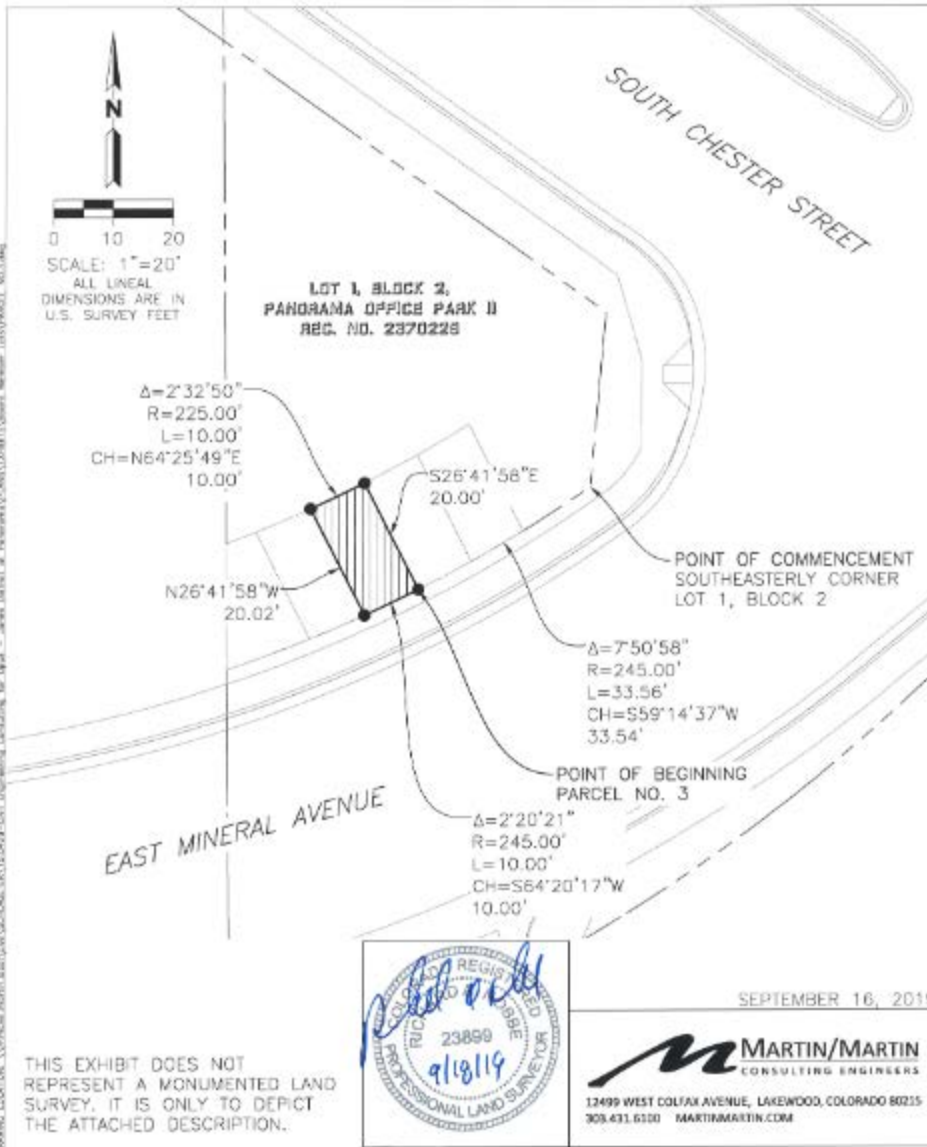 SOUTH CHESTER STREET
N
0 10 20
SCALE: 1"=20'
ALL LINEAL
DIMENSIONS ARE IN
U.S. SURVEY FEET
LOT 1, BLOCK 2,
PANORAMA OFFICE PARK II
REC. NO. 2370226
Δ=2°32'50"
R=225.00'
L=10.00'
CH=N64°25'49"E
10.00'
S26°41'58"E
20.00'
N26°41'58"W
20.02'
POINT OF COMMENCEMENT
SOUTHEASTERLY CORNER
LOT 1, BLOCK 2
Δ=7°50'58"
R=245.00'
L=33.56'
CH=S59°14'37"W
33.54'
POINT OF BEGINNING
PARCEL NO. 3
EAST MINERAL AVENUE
Δ=2°20'21"
R=245.00'
L=10.00'
CH=S64°20'17"W
10.00'
COLORADO REGISTERED
23899
9/18/19
PROFESSIONAL LAND SURVEYOR
SEPTEMBER 16, 2019
MARTIN/MARTIN
CONSULTING ENGINEERS
12499 WEST COLFAX AVENUE, LAKEWOOD, COLORADO 80215
303.431.6100 MARTINMARTIN.COM
THIS EXHIBIT DOES NOT
REPRESENT A MONUMENTED LAND
SURVEY. IT IS ONLY TO DEPICT
THE ATTACHED DESCRIPTION.